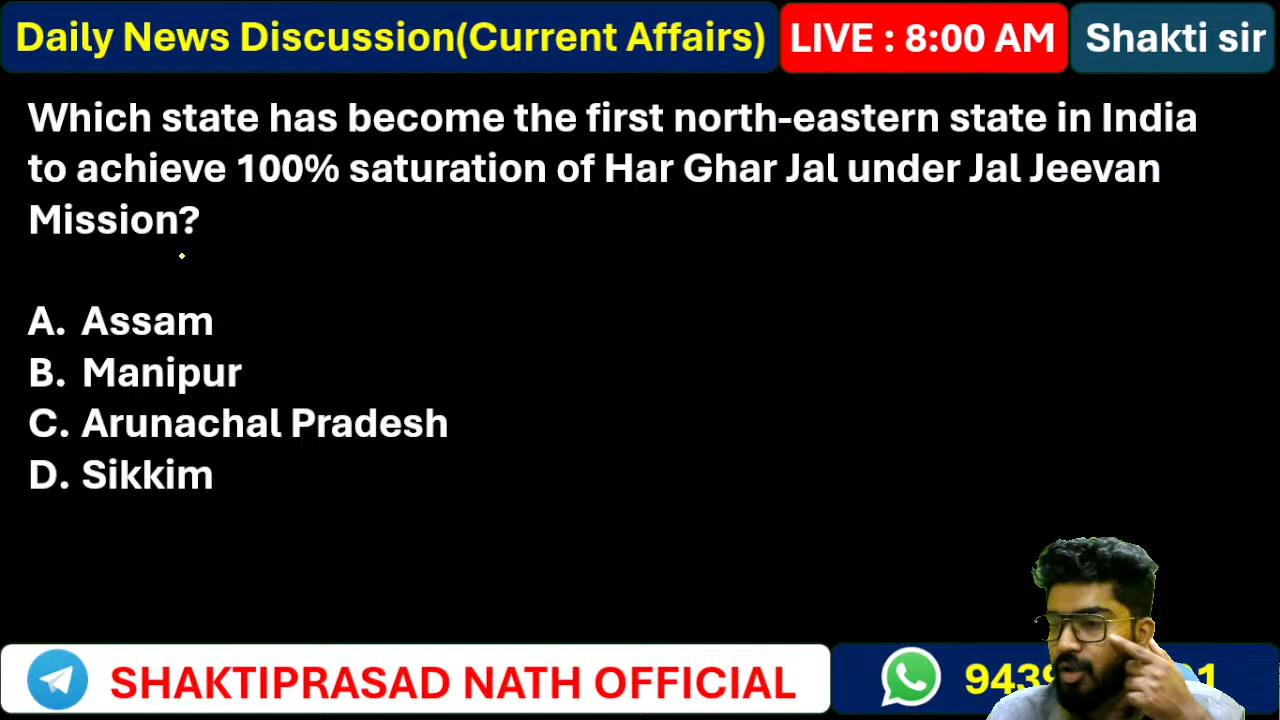 Daily News Discussion(Current Affairs) LIVE : 8:00 AM Shakti sir
Which state has become the first north-eastern state in India
to achieve 100% saturation of Har Ghar Jal under Jal Jeevan
Mission?
A. Assam
B. Manipur
C. Arunachal Pradesh
D. Sikkim
SHAKTIPRASAD NATH OFFICIAL